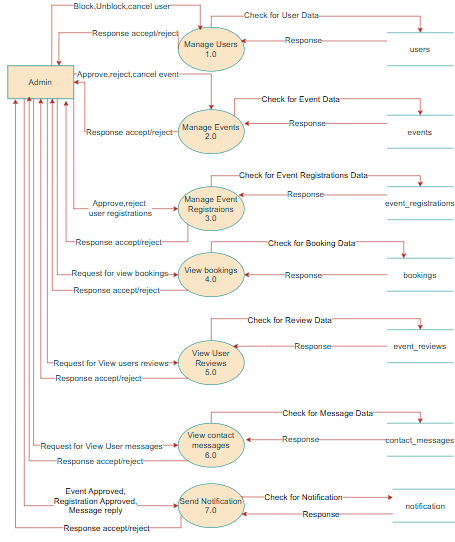 Block,Unblock,cancel user
Check for User Data
Response accept/reject
Manage Users
1.0
Response
users
Admin
Approve,reject,cancel event
Check for Event Data
Response accept/reject
Manage Events
2.0
Response
events
Check for Event Registrations Data
Approve,reject
user registrations
Manage Event
Registraions
3.0
Response
event_registrations
Response accept/reject
Check for Booking Data
Request for view bookings
View bookings
4.0
Response
bookings
Response accept/reject
Check for Review Data
Request for View users reviews
View User
Reviews
5.0
Response
event_reviews
Response accept/reject
Check for Message Data
Request for View User messages
View contact
messages
6.0
Response
contact_messages
Response accept/reject
Event Approved,
Registration Approved,
Message reply
Send Notification
7.0
Check for Notification
Response
notification
Response accept/reject